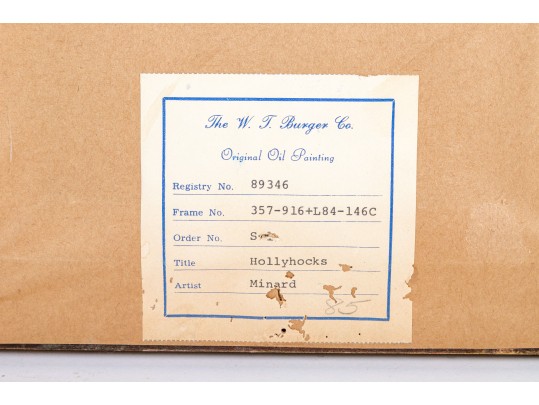 The W. T. Burger Co.
Original Oil Painting
Registry No. 89346
Frame No. 357-916+L84-146C
Order No.
Title Hollyhocks
Artist Minard
85